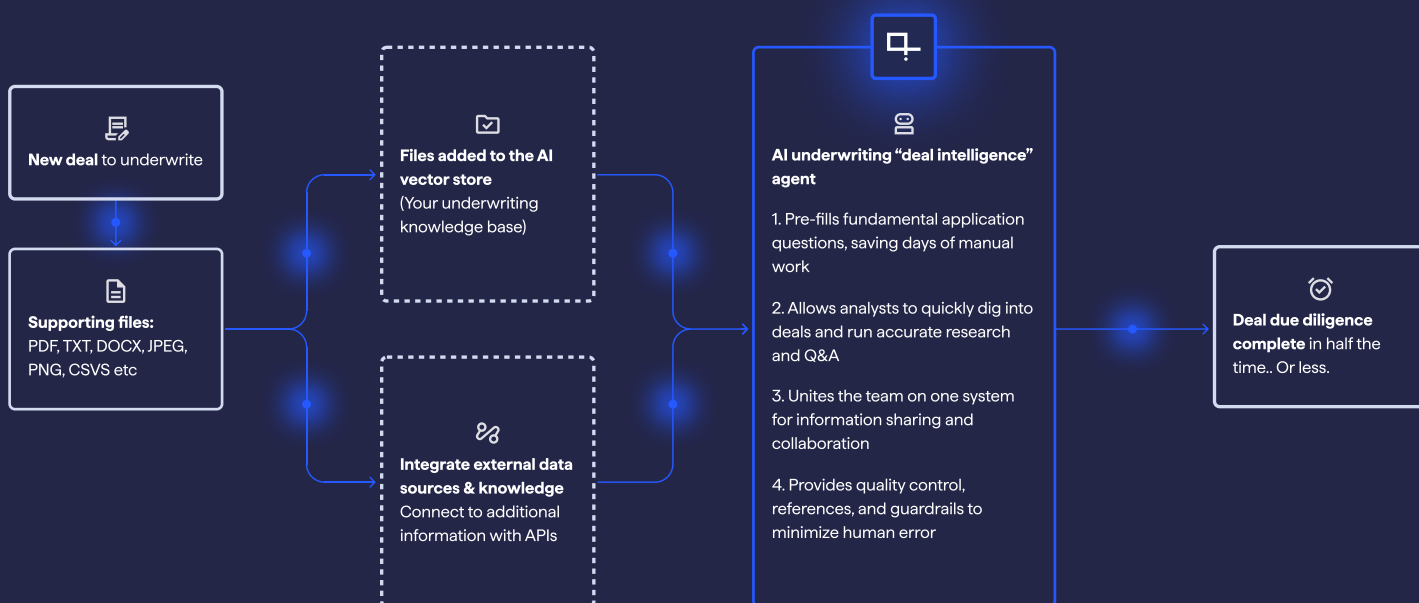 New deal to underwrite
Supporting files:
PDF, TXT, DOCX, JPEG,
PNG, CSVS etc
Files added to the AI
vector store
(Your underwriting
knowledge base)
Integrate external data
sources & knowledge
Connect to additional
information with APIs
AI underwriting “deal intelligence”
agent
1. Pre-fills fundamental application
questions, saving days of manual
work
2. Allows analysts to quickly dig into
deals and run accurate research
and Q&A
3. Unites the team on one system
for information sharing and
collaboration
4. Provides quality control,
references, and guardrails to
minimize human error
Deal due diligence
complete in half the
time.. Or less.